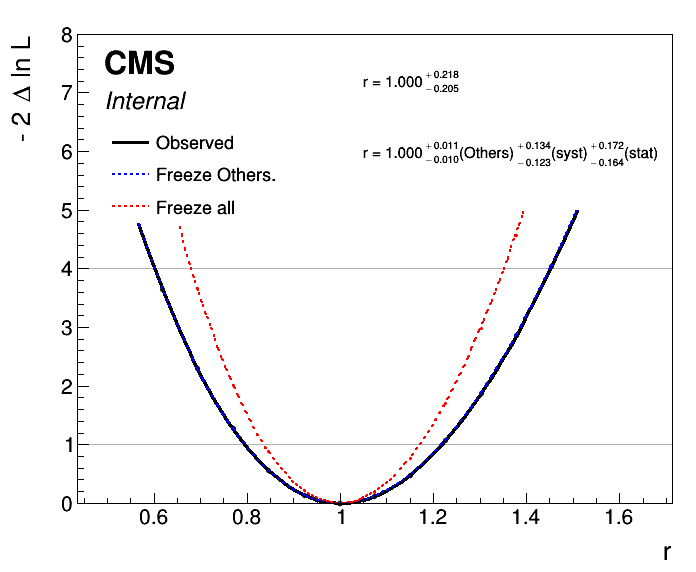 - 2 Δ ln L
8
7
6
5
4
3
2
1
0
CMS
Internal
Observed
Freeze Others.
Freeze all
r = 1.000 +0.218 −0.205
r = 1.000 +0.011 −0.010 (Others) +0.134 −0.123 (syst) +0.172 −0.164 (stat)
0.6 0.8 1 1.2 1.4 1.6
r